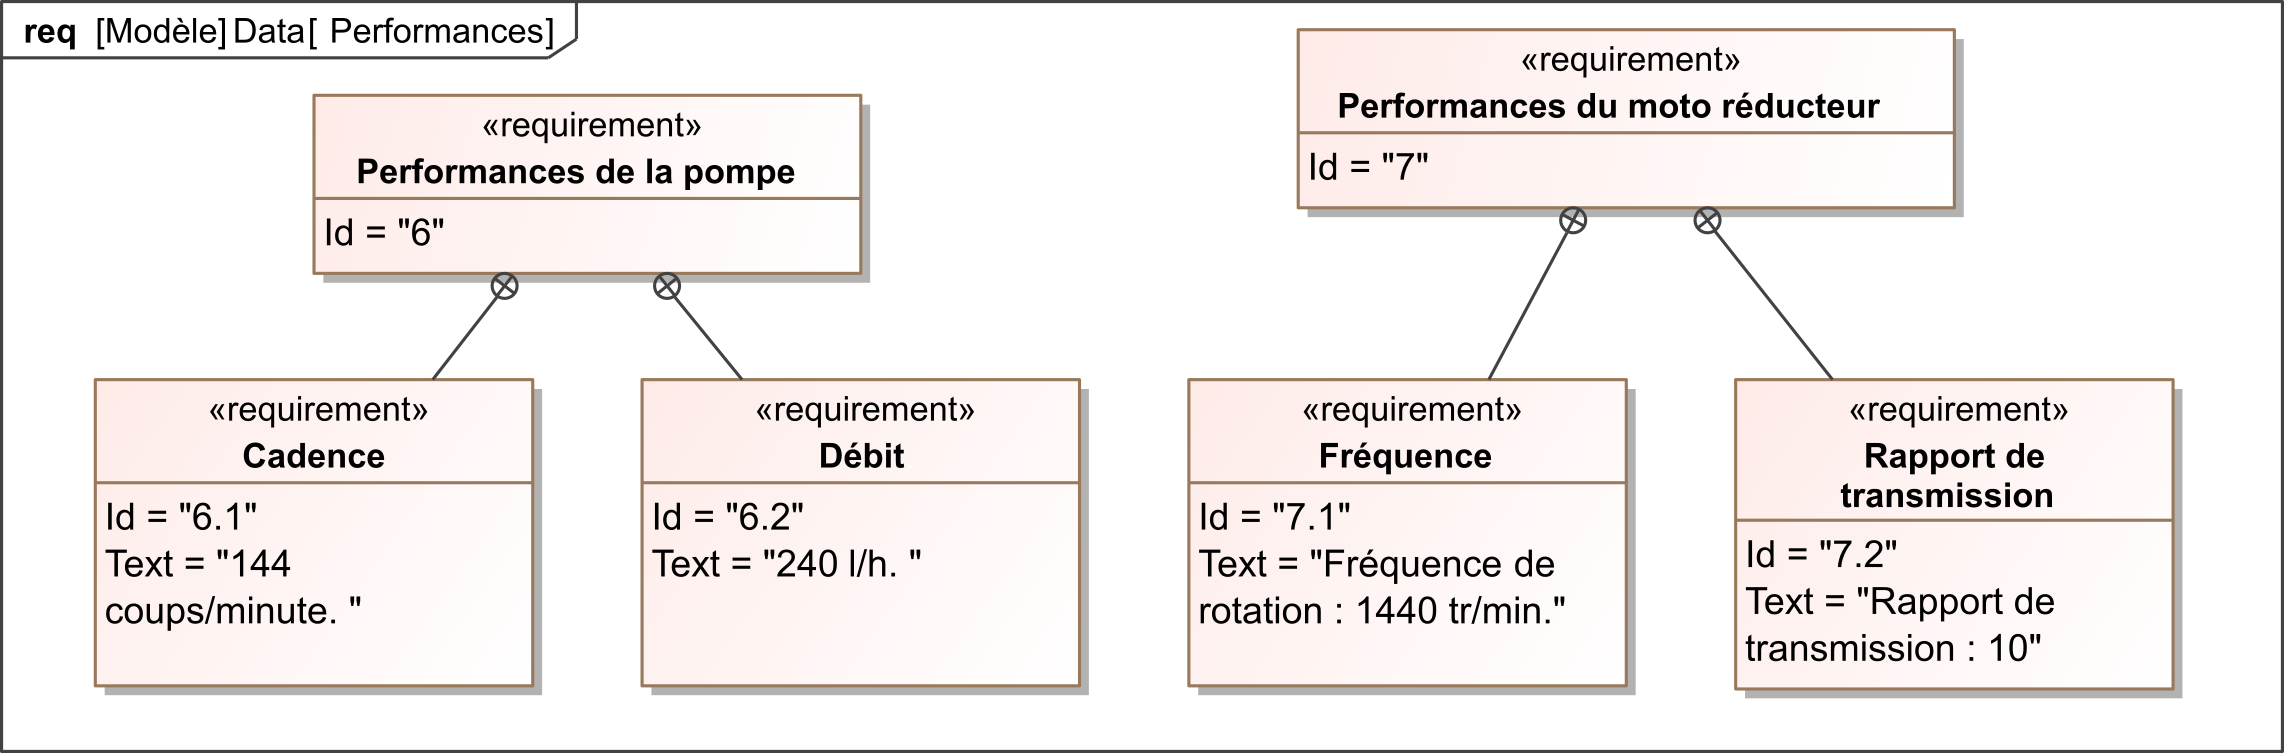 req [Modèle] Data[ Performances]
«requirement»
Performances de la pompe
Id = "6"
«requirement»
Performances du moto réducteur
Id = "7"
«requirement»
Cadence
Id = "6.1"
Text = "144
coups/minute. "
«requirement»
Débit
Id = "6.2"
Text = "240 l/h. "
«requirement»
Fréquence
Id = "7.1"
Text = "Fréquence de
rotation : 1440 tr/min."
«requirement»
Rapport de
transmission
Id = "7.2"
Text = "Rapport de
transmission : 10"